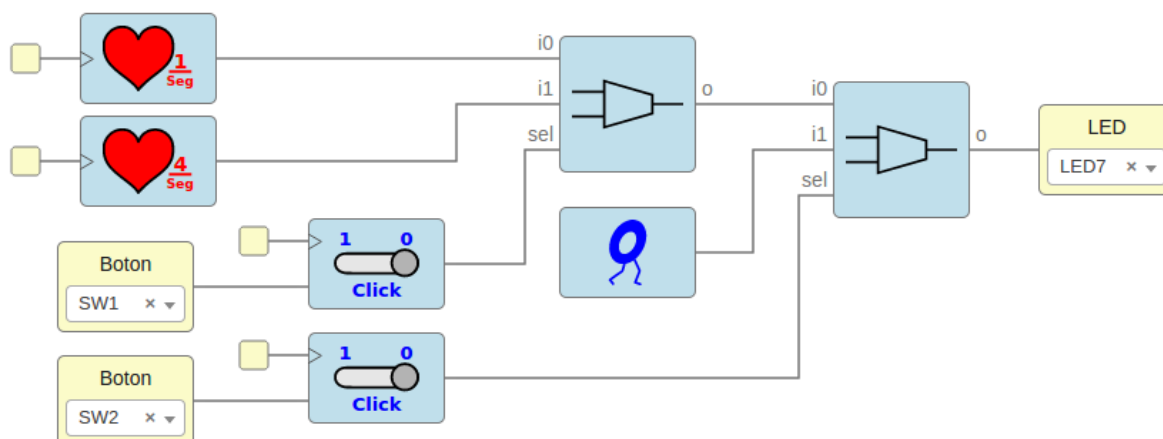 1
Seg
4
Seg
Boton
SW1
1 0
Click
Boton
SW2
1 0
Click
i0
i1
sel
o
i0
i1
sel
o
LED
LED7